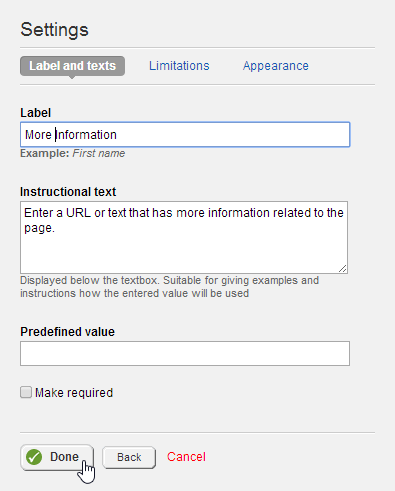 Settings
Label and texts Limitations Appearance
Label
More Information
Example: First name
Instructional text
Enter a URL or text that has more information related to the
page.
Displayed below the textbox. Suitable for giving examples and
instructions how the entered value will be used
Predefined value
Make required
Done Back Cancel